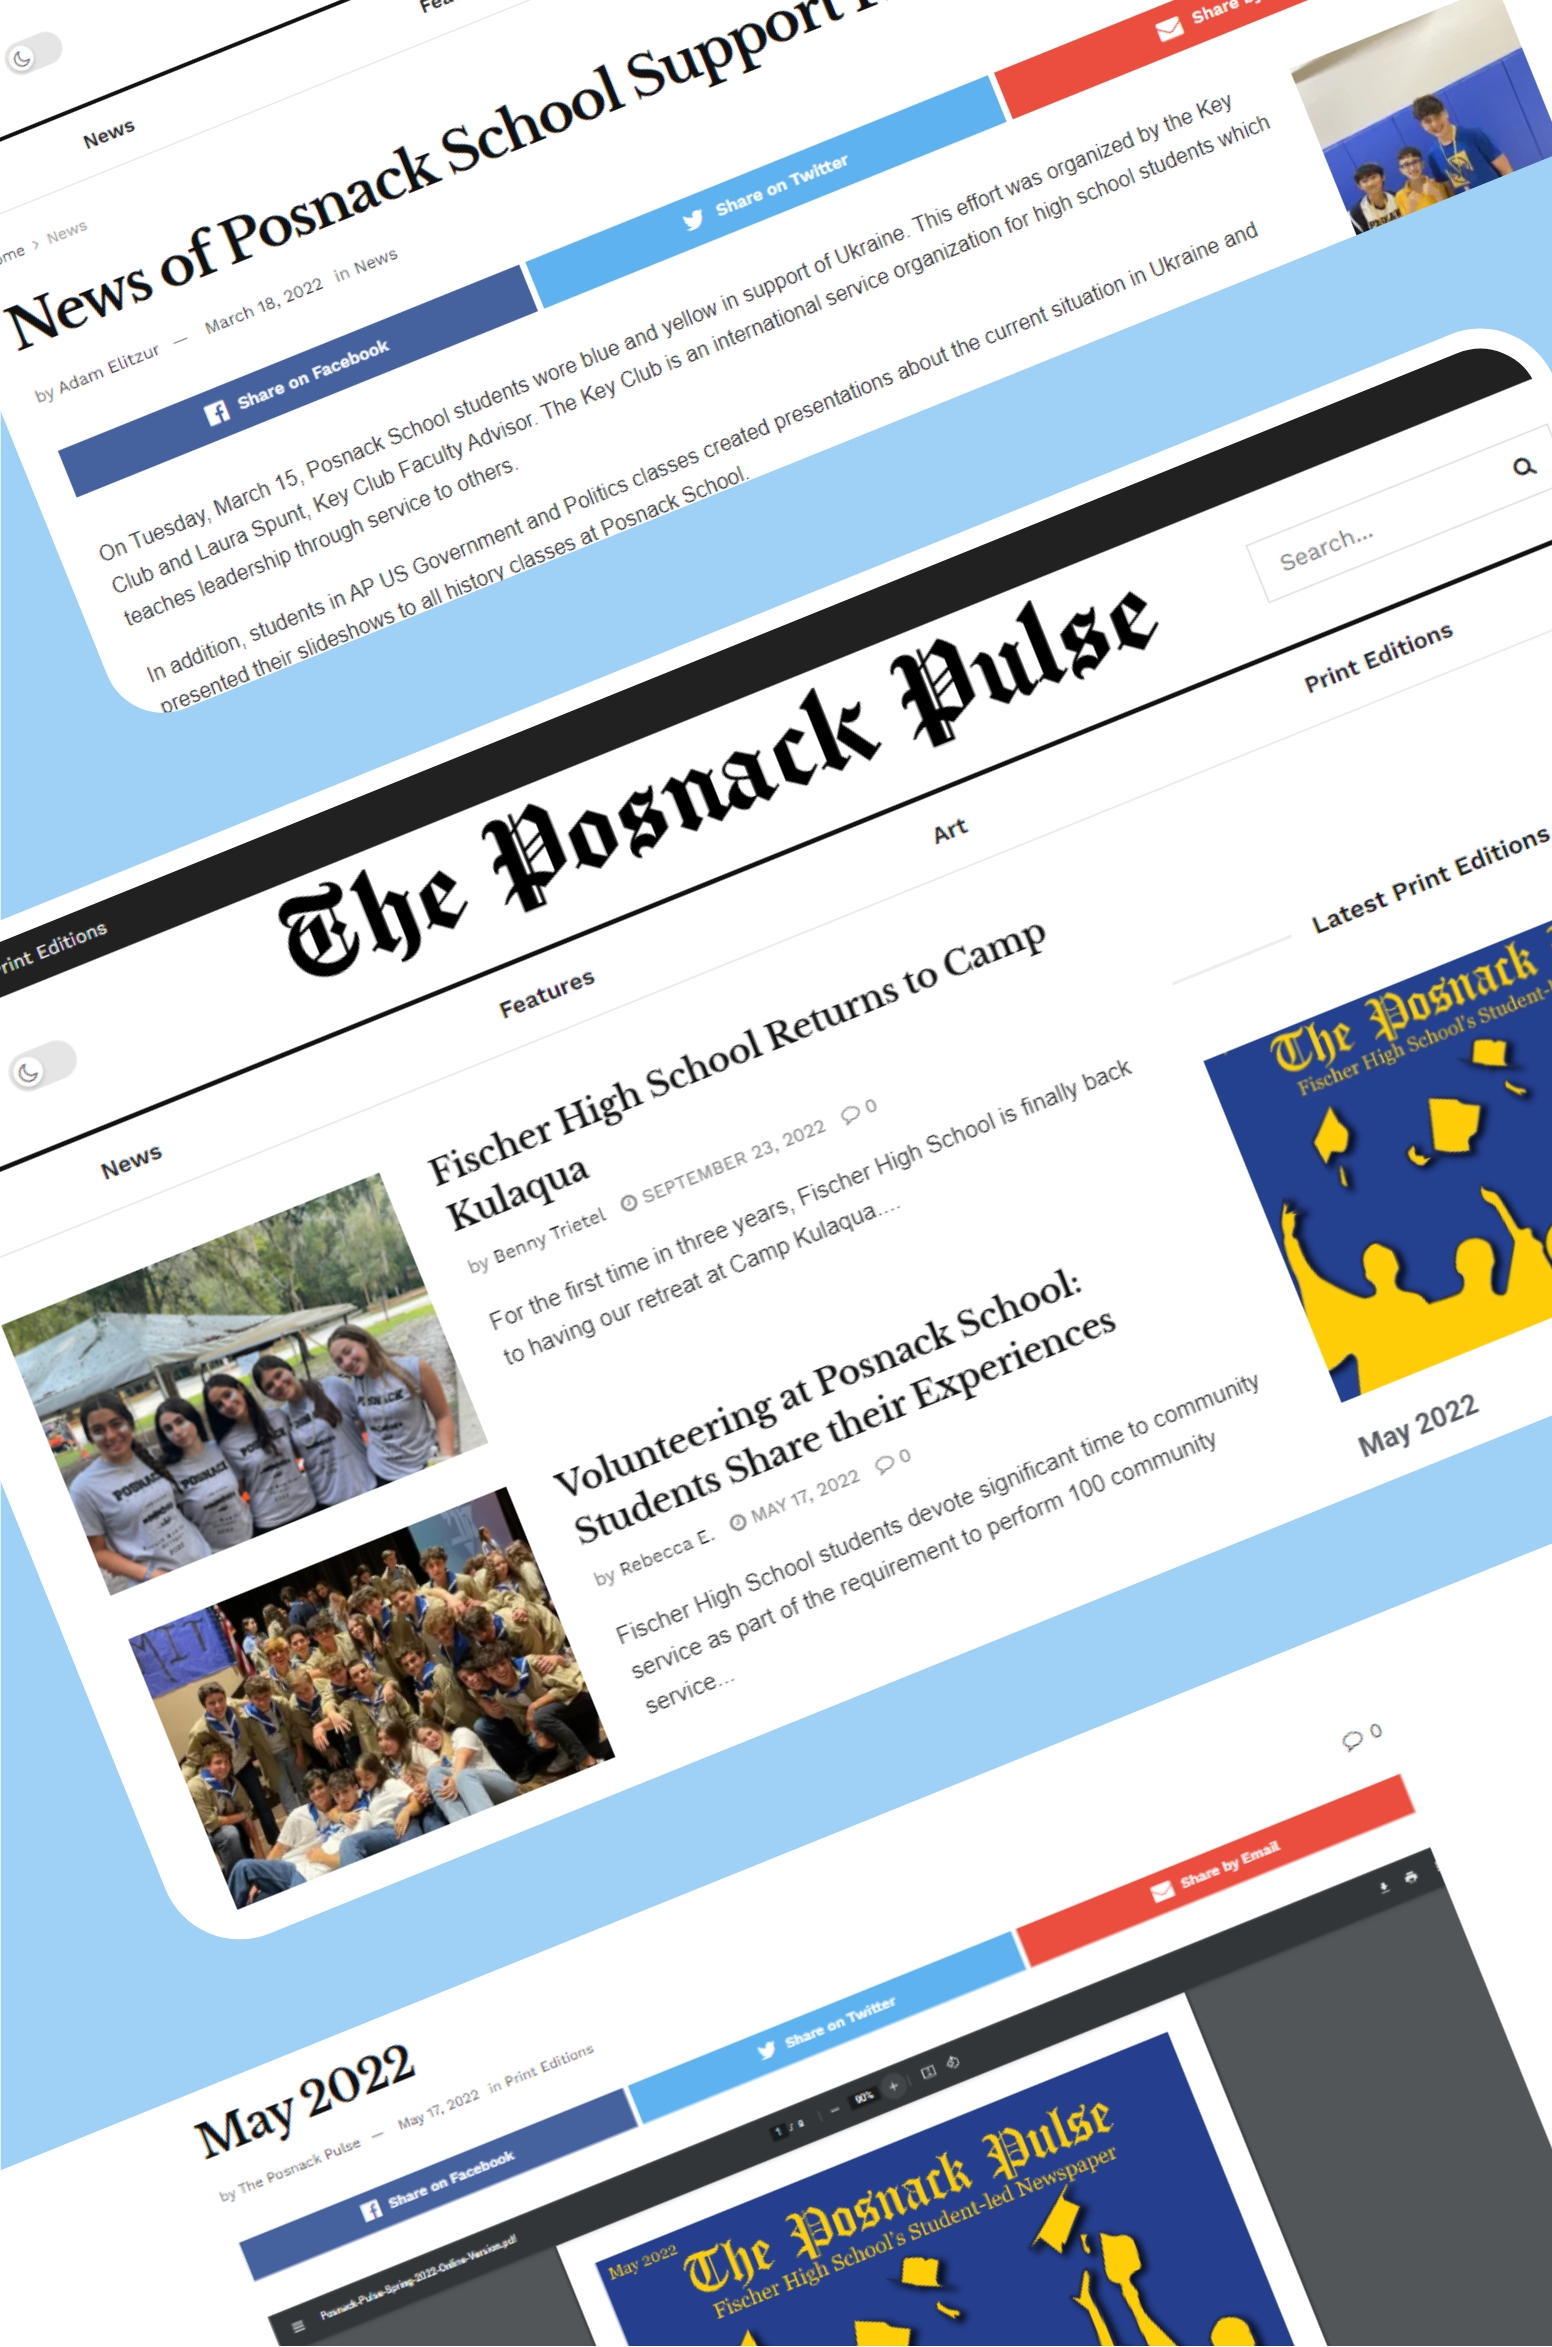 Share by
News
ome > News
News of Posnack School Support
by Adam Elitzur — March 18, 2022 in News
Share on Facebook
Share on Twitter
On Tuesday, March 15, Posnack School students wore blue and yellow in support of Ukraine. This effort was organized by the Key
Club and Laura Spunt, Key Club Faculty Advisor. The Key Club is an international service organization for high school students which
teaches leadership through service to others.
In addition, students in AP US Government and Politics classes created presentations about the current situation in Ukraine and
presented their slideshows to all history classes at Posnack School.
rint Editions
The Posnack Pulse
Search...
News
Features
Art
Print Editions
Fischer High School Returns to Camp
Kulaqua
by Benny Trietel SEPTEMBER 23, 2022 0
For the first time in three years, Fischer High School is finally back
to having our retreat at Camp Kulaqua....
POSNACK
POSNACK
POSNACK
Volunteering at Posnack School:
Students Share their Experiences
by Rebecca E. MAY 17, 2022 0
Fischer High School students devote significant time to community
service as part of the requirement to perform 100 community
service...
MIT
Latest Print Editions
The Posnack
Fischer High School's Student-
May 2022
0
May 2022
by The Posnack Pulse — May 17, 2022 in Print Editions
Share on Facebook
Share on Twitter
Share by Email
Posnack-Pulse-Spring-2022-Online-Version.pdf
90%
May 2022
The Posnack Pulse
Fischer High School's Student-led Newspaper